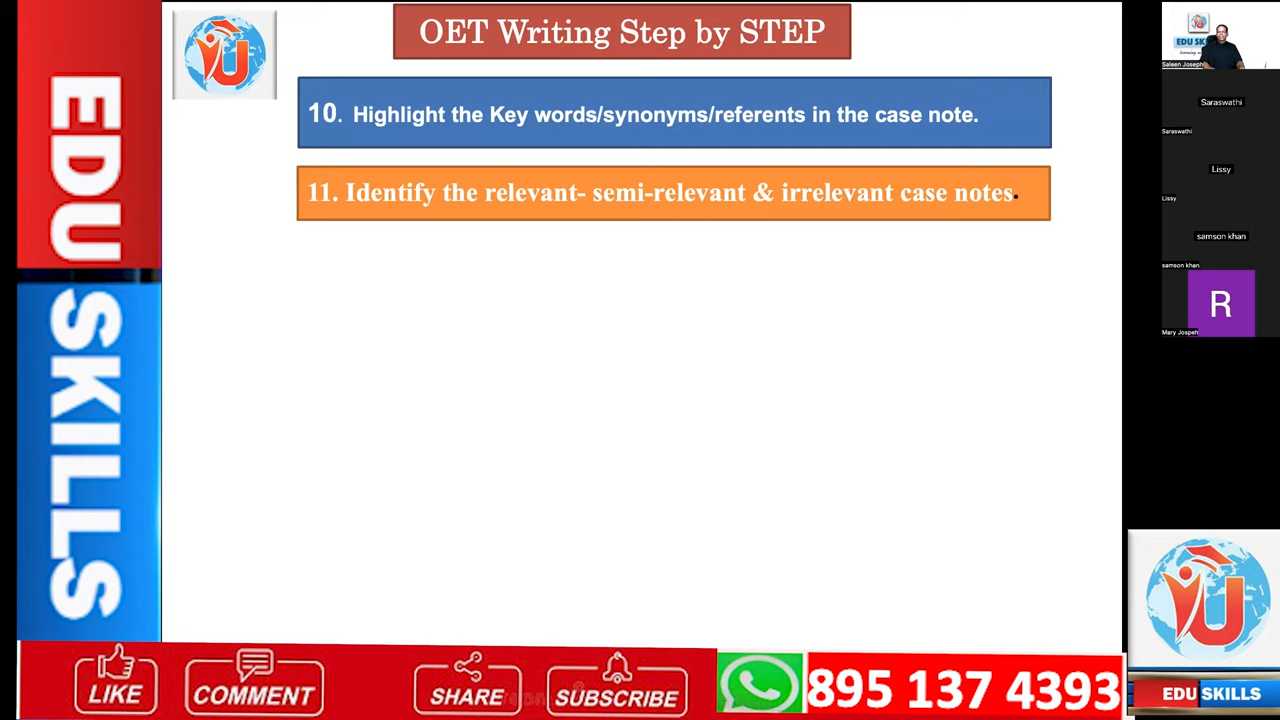 OET Writing Step by STEP
10. Highlight the Key words/synonyms/referents in the case note.
11. Identify the relevant- semi-relevant & irrelevant case notes.
EDU SKILLS
LIKE
COMMENT
SHARE
SUBSCRIBE
895 137 4393
Saleen Joseph
Saraswathi
Saraswathi
Lissy
Lissy
samson khan
samson khan
R
Mary Jospeh
EDU SKILLS